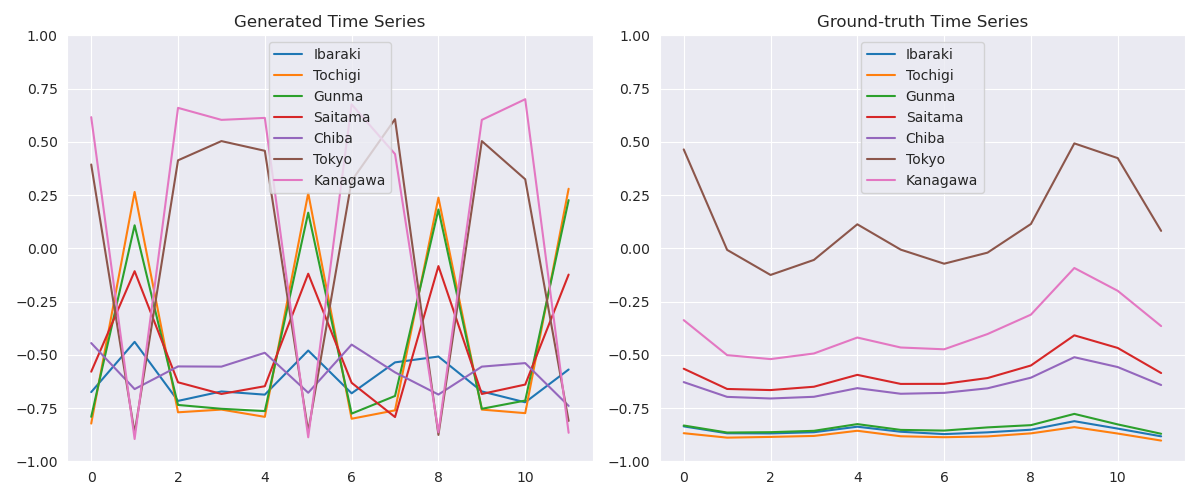 Generated Time Series
1.00
0.75
0.50
0.25
0.00
−0.25
−0.50
−0.75
−1.00
0 2 4 6 8 10
Ibaraki
Tochigi
Gunma
Saitama
Chiba
Tokyo
Kanagawa
Ground-truth Time Series
1.00
0.75
0.50
0.25
0.00
−0.25
−0.50
−0.75
−1.00
0 2 4 6 8 10
Ibaraki
Tochigi
Gunma
Saitama
Chiba
Tokyo
Kanagawa